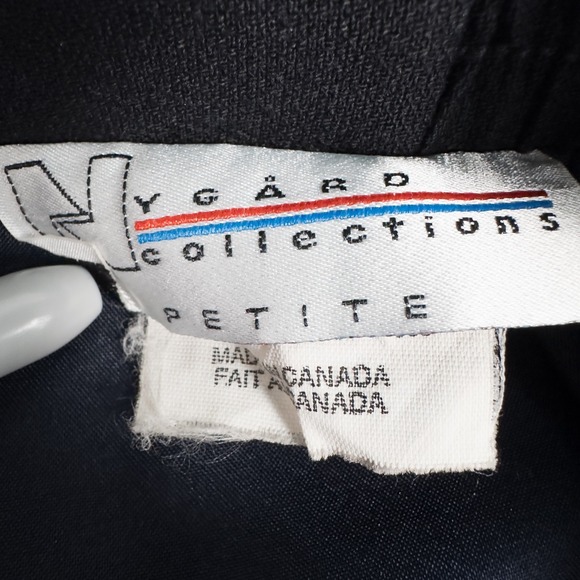 NYGÅRD
collections
PETITE
MAD CANADA
FAIT A CANADA